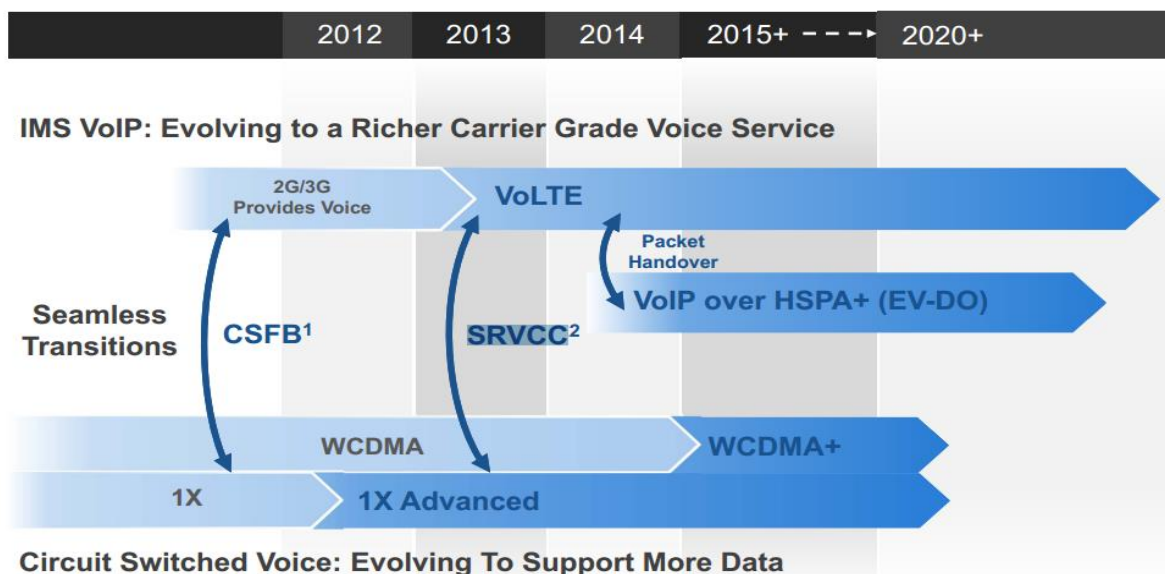 2012 2013 2014 2015+ 2020+
IMS VoIP: Evolving to a Richer Carrier Grade Voice Service
2G/3G
Provides Voice
VoLTE
Packet
Handover
VoIP over HSPA+ (EV-DO)
Seamless
Transitions
CSFB¹
SRVCC²
WCDMA
WCDMA+
1X
1X Advanced
Circuit Switched Voice: Evolving To Support More Data